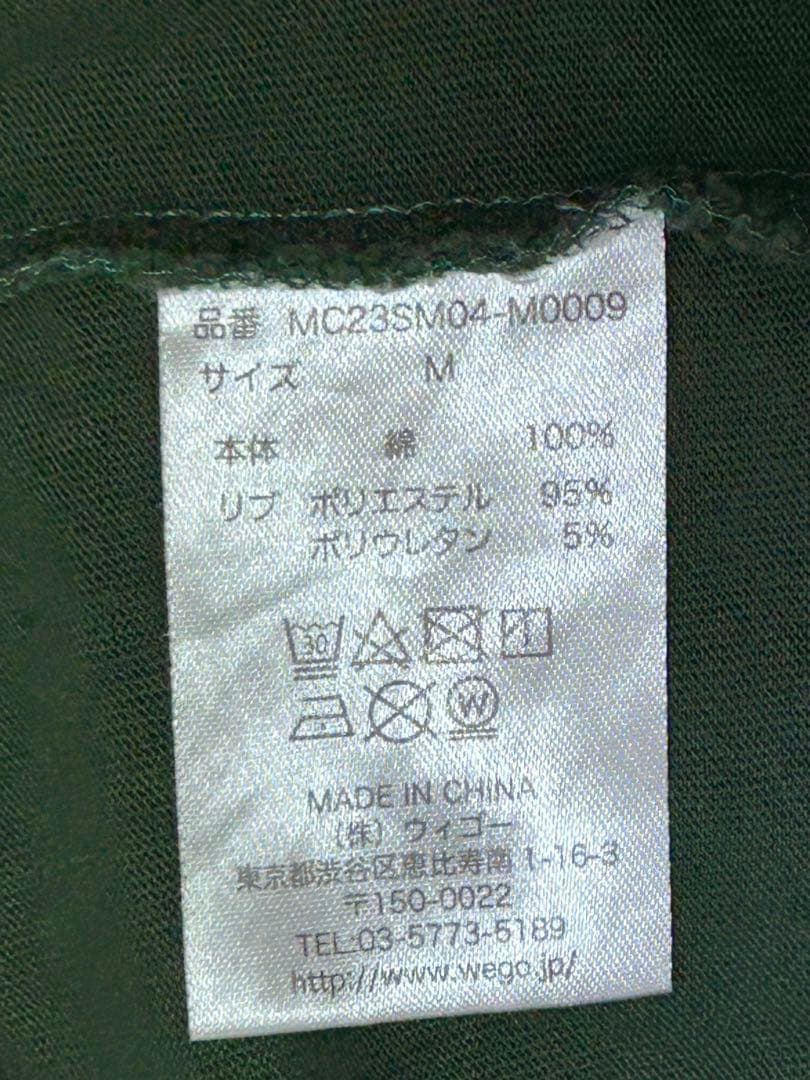 品番 MC23SM04-M0009
サイズ M
本体 綿 100%
リブ ポリエステル 95%
ポリウレタン 5%
30
W
MADE IN CHINA
(株) ウィゴー
東京都渋谷区恵比寿南 1-16-3
〒150-0022
TEL:03-5773-5189
http://www.wego.jp/